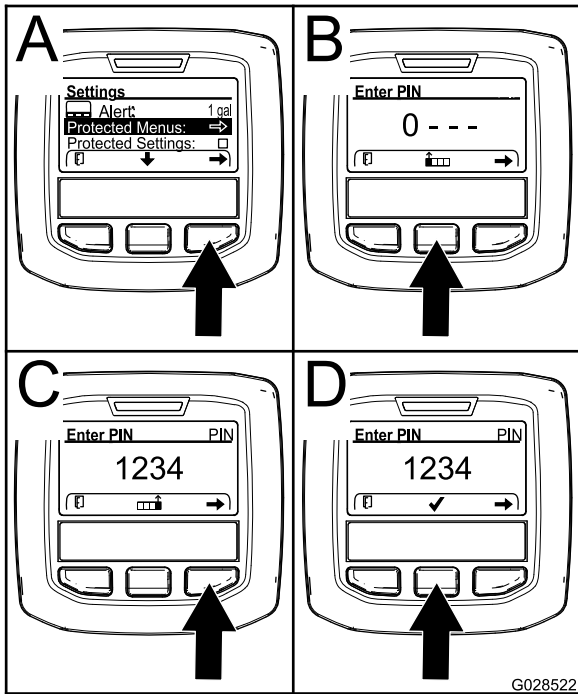 A
Settings
Alert: 1 gal
Protected Menus:
Protected Settings:
B
Enter PIN
0 - - -
C
Enter PIN PIN
1234
D
Enter PIN PIN
1234
G028522